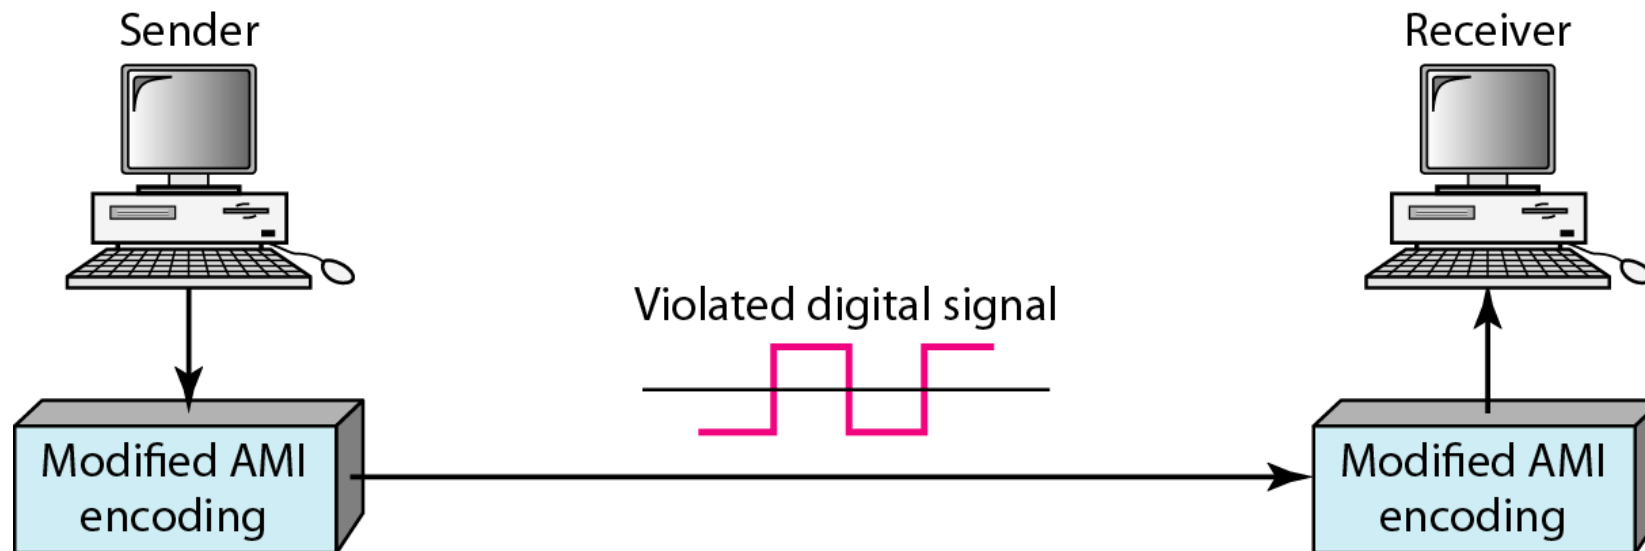 Sender
Receiver
Violated digital signal
Modified AMI
encoding
Modified AMI
encoding